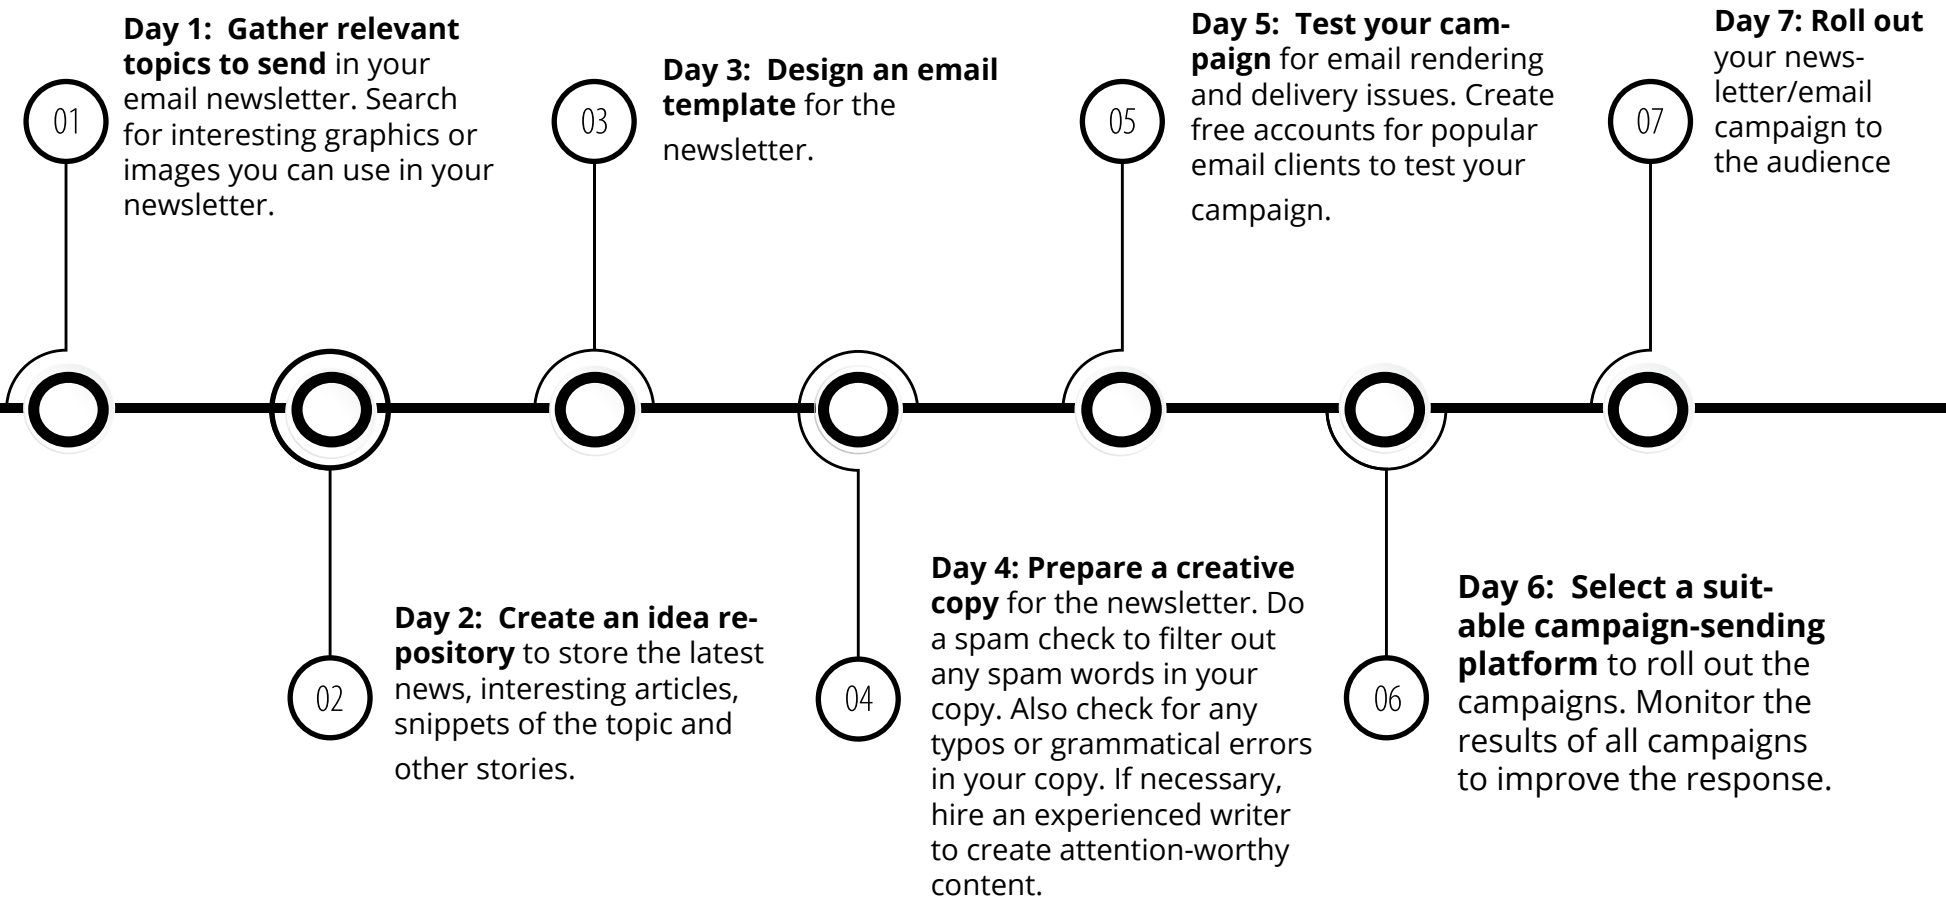 01
Day 1:  Gather relevant
topics to send in your
email newsletter. Search
for interesting graphics or
images you can use in your
newsletter.
02
Day 2:  Create an idea re-
pository to store the latest
news, interesting articles,
snippets of the topic and
other stories.
03
Day 3:  Design an email
template for the
newsletter.
04
Day 4: Prepare a creative
copy for the newsletter. Do
a spam check to filter out
any spam words in your
copy. Also check for any
typos or grammatical errors
in your copy. If necessary,
hire an experienced writer
to create attention-worthy
content.
05
Day 5:  Test your cam-
paign for email rendering
and delivery issues. Create
free accounts for popular
email clients to test your
campaign.
06
Day 6:  Select a suit-
able campaign-sending
platform to roll out the
campaigns. Monitor the
results of all campaigns
to improve the response.
07
Day 7: Roll out
your news-
letter/email
campaign to
the audience